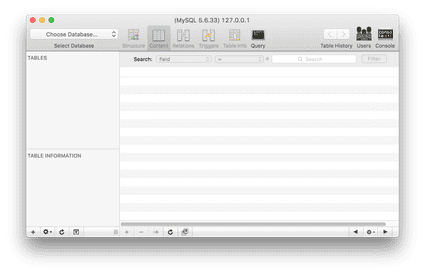 (MySQL 5.6.33) 127.0.0.1
Choose Database...
Select Database
Structure Content Relations Triggers Table Info Query
Table History Users Console
TABLES
Search: field = Search Filter
TABLE INFORMATION